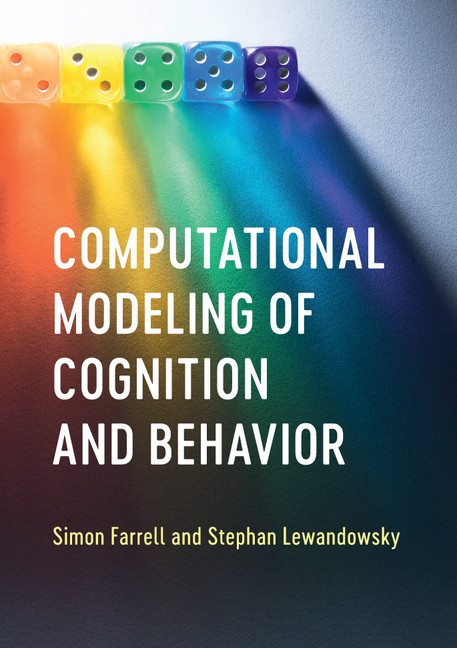 COMPUTATIONAL
MODELING OF
COGNITION
AND BEHAVIOR
Simon Farrell and Stephan Lewandowsky